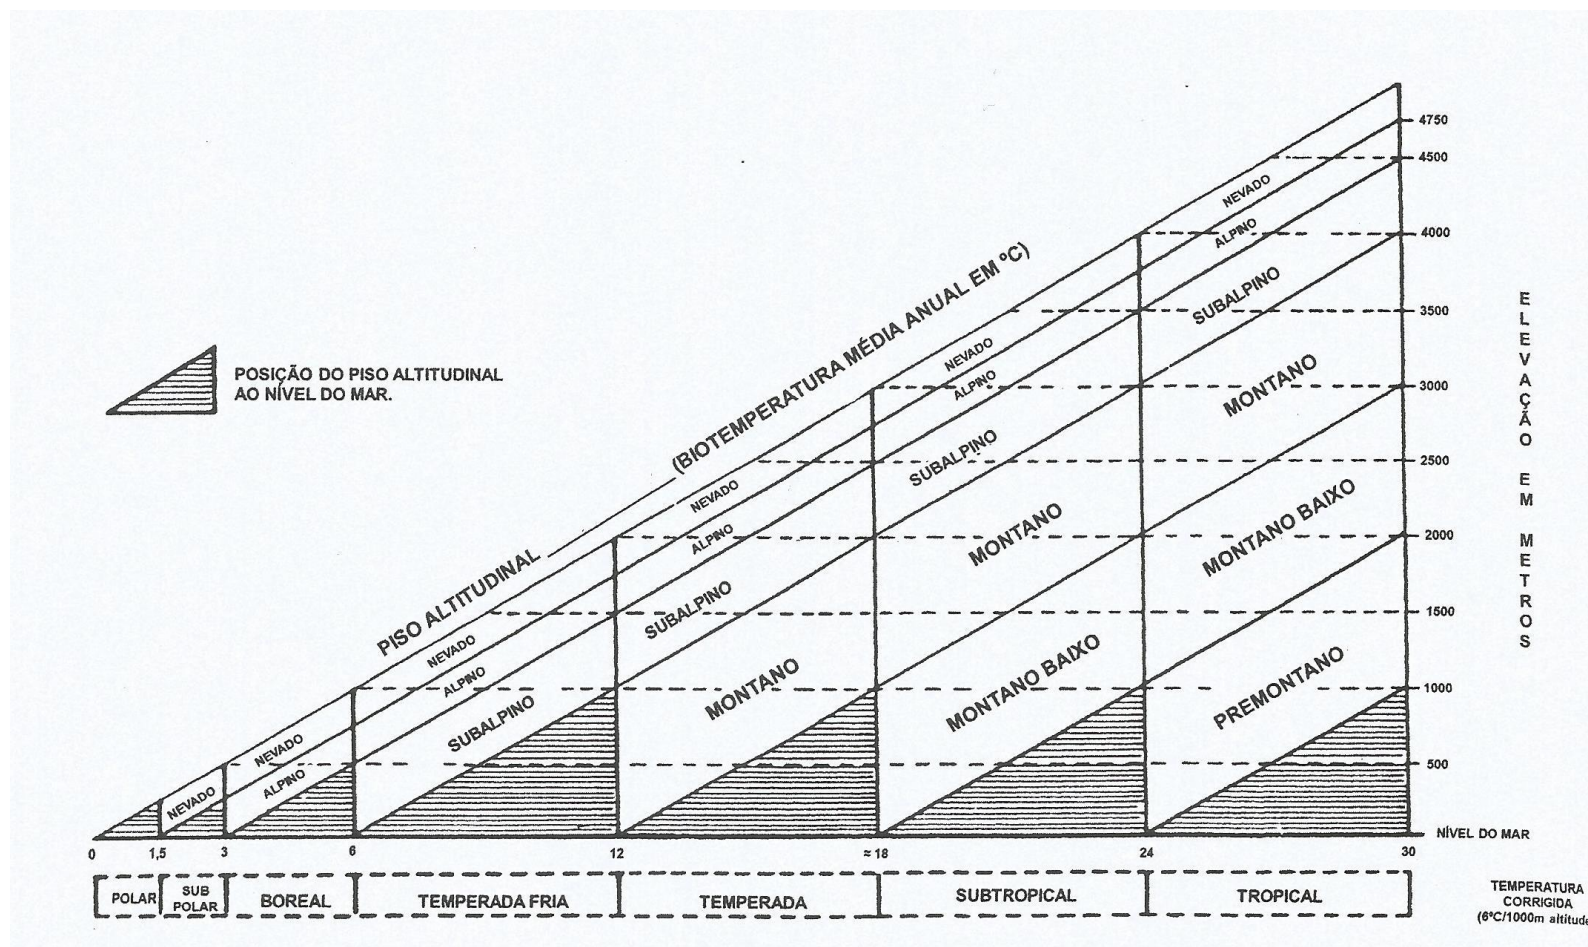 4750
4500
NEVADO
ALPINO
4000
SUBALPINO
3500
MONTANO
3000
2500
MONTANO BAIXO
2000
1500
PREMONTANO
1000
500
NÍVEL DO MAR
ELEVAÇÃO EM METROS
PISO ALTITUDINAL
(BIOTEMPERATURA MÉDIA ANUAL EM ºC)
POSIÇÃO DO PISO ALTITUDINAL
AO NÍVEL DO MAR.
NEVADO
ALPINO
SUBALPINO
MONTANO
MONTANO BAIXO
NEVADO
ALPINO
SUBALPINO
MONTANO
NEVADO
ALPINO
SUBALPINO
NEVADO
ALPINO
NEVADO
0
1,5
3
6
12
≈ 18
24
30
POLAR
SUB
POLAR
BOREAL
TEMPERADA FRIA
TEMPERADA
SUBTROPICAL
TROPICAL
TEMPERATURA
CORRIGIDA
(6ºC/1000m altitude